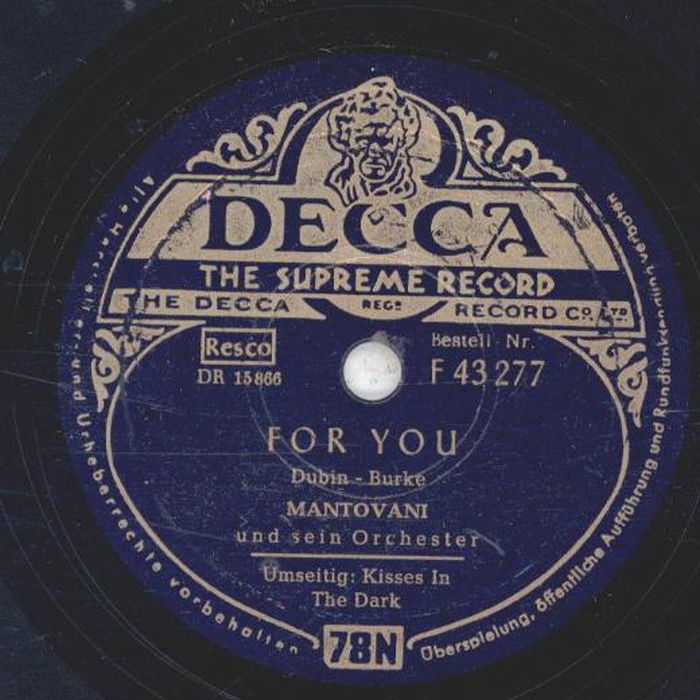 DECCA
THE SUPREME RECORD
THE DECCA REGD RECORD CO. LTD.
Resco
DR 15866
Bestell-Nr.
F 43277
FOR YOU
Dubin - Burke
MANTOVANI
und sein Orchester
Umseitig: Kisses In
The Dark
78N
Alle Hersteller und Urheberrechte vorbehalten
Überspielung, öffentliche Aufführung und Rundfunksendung verboten